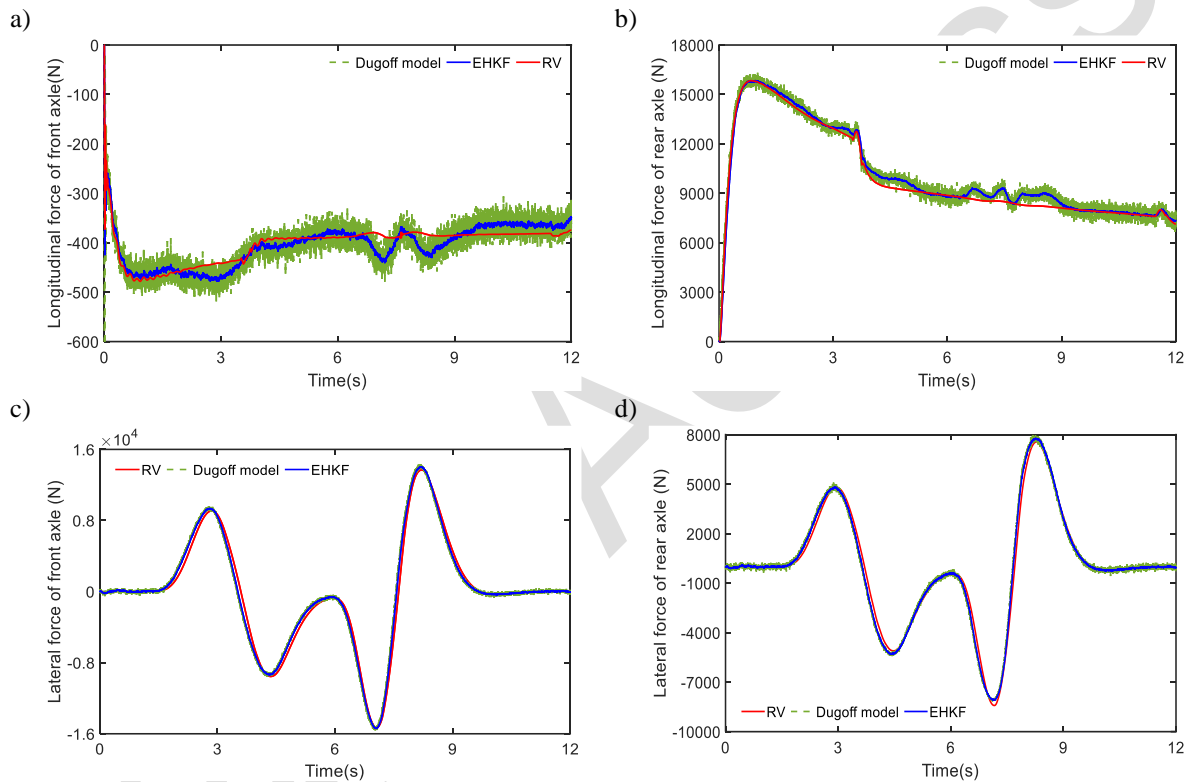 a)
b)
0
-100
-200
-300
-400
-500
-600
Longitudinal force of front axle(N)
Dugoff model EHKF RV
0 3 6 9 12
Time(s)
18000
15000
12000
9000
6000
3000
0
Longitudinal force of rear axle (N)
Dugoff model EHKF RV
0 3 6 9 12
Time(s)
c)
d)
×10⁴
1.6
0.8
0
-0.8
-1.6
Lateral force of front axle (N)
RV Dugoff model EHKF
0 3 6 9 12
Time(s)
8000
5000
2000
-1000
-4000
-7000
-10000
Lateral force of rear axle (N)
RV Dugoff model EHKF
0 3 6 9 12
Time(s)